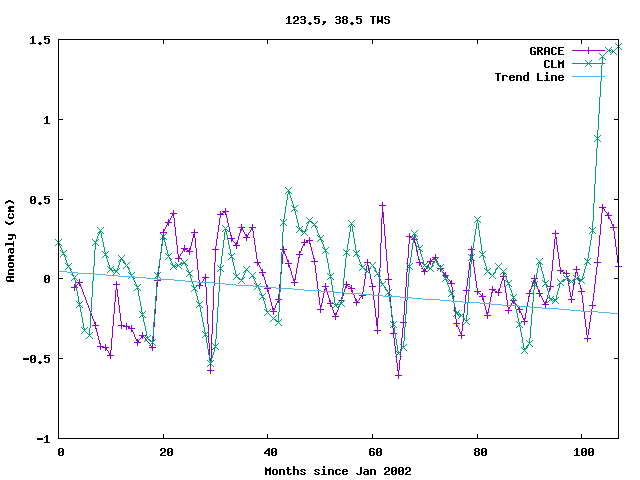 123.5, 38.5 TWS
GRACE
CLM
Trend Line
1.5
1
0.5
0
-0.5
-1
Anomaly (cm)
0 20 40 60 80 100
Months since Jan 2002